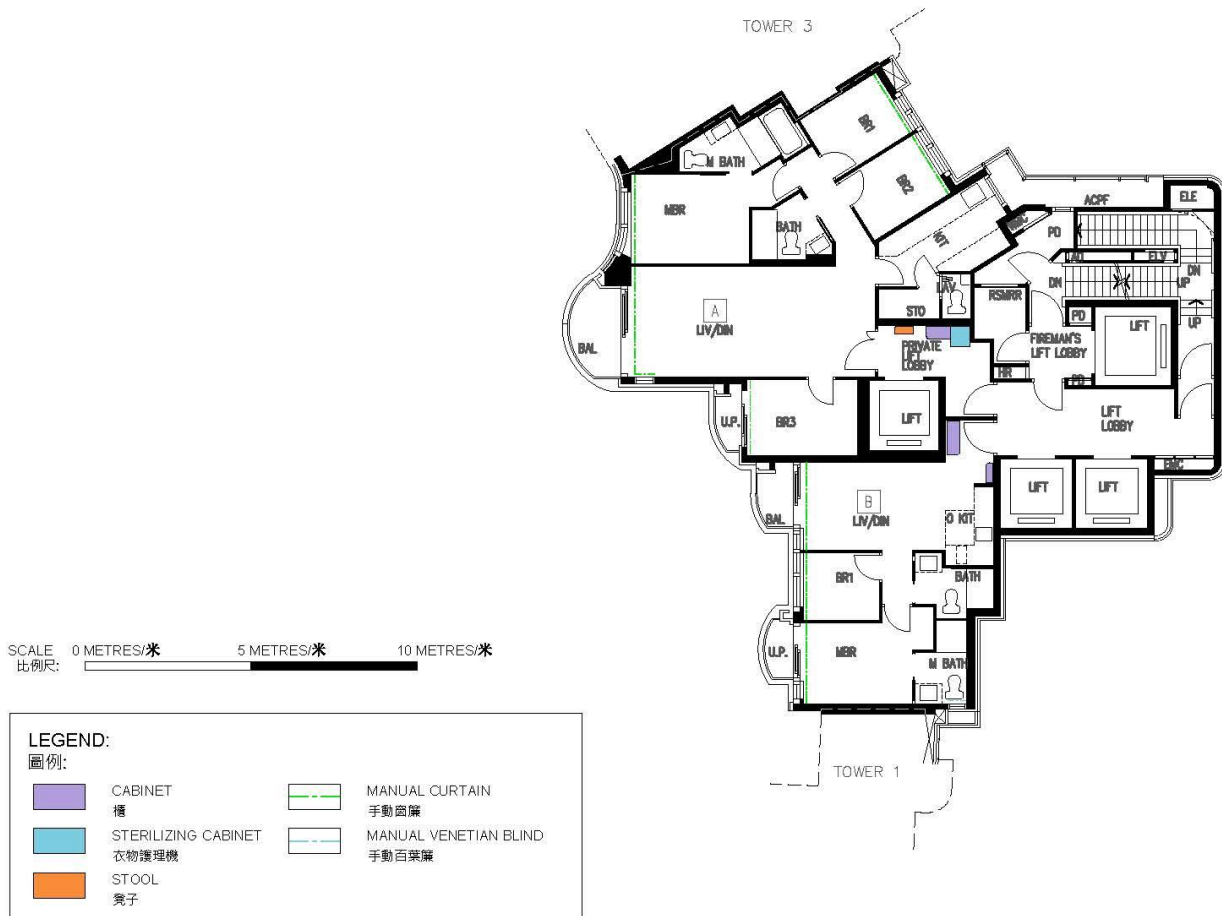 TOWER 3
BR1
M BATH
MBR
BR2
BATH
ACPF
ELE
PD
KIT
AD
ELV
DN
DN
UP
A
LIV/DIN
LAV
RSMRR
STO
BAL
PD
UP
LIFT
PRIVATE
LIFT
LOBBY
FIREMAN'S
LIFT LOBBY
HR
PD
U.P.
BR3
LIFT
LIFT
LOBBY
EMC
B
LIV/DIN
BAL
O KIT
LIFT
LIFT
BR1
BATH
U.P.
MBR
M BATH
TOWER 1
SCALE 0 METRES/米 5 METRES/米 10 METRES/米
比例尺:
LEGEND:
圖例:
CABINET
櫃
MANUAL CURTAIN
手動窗簾
STERILIZING CABINET
衣物護理機
MANUAL VENETIAN BLIND
手動百葉簾
STOOL
凳子